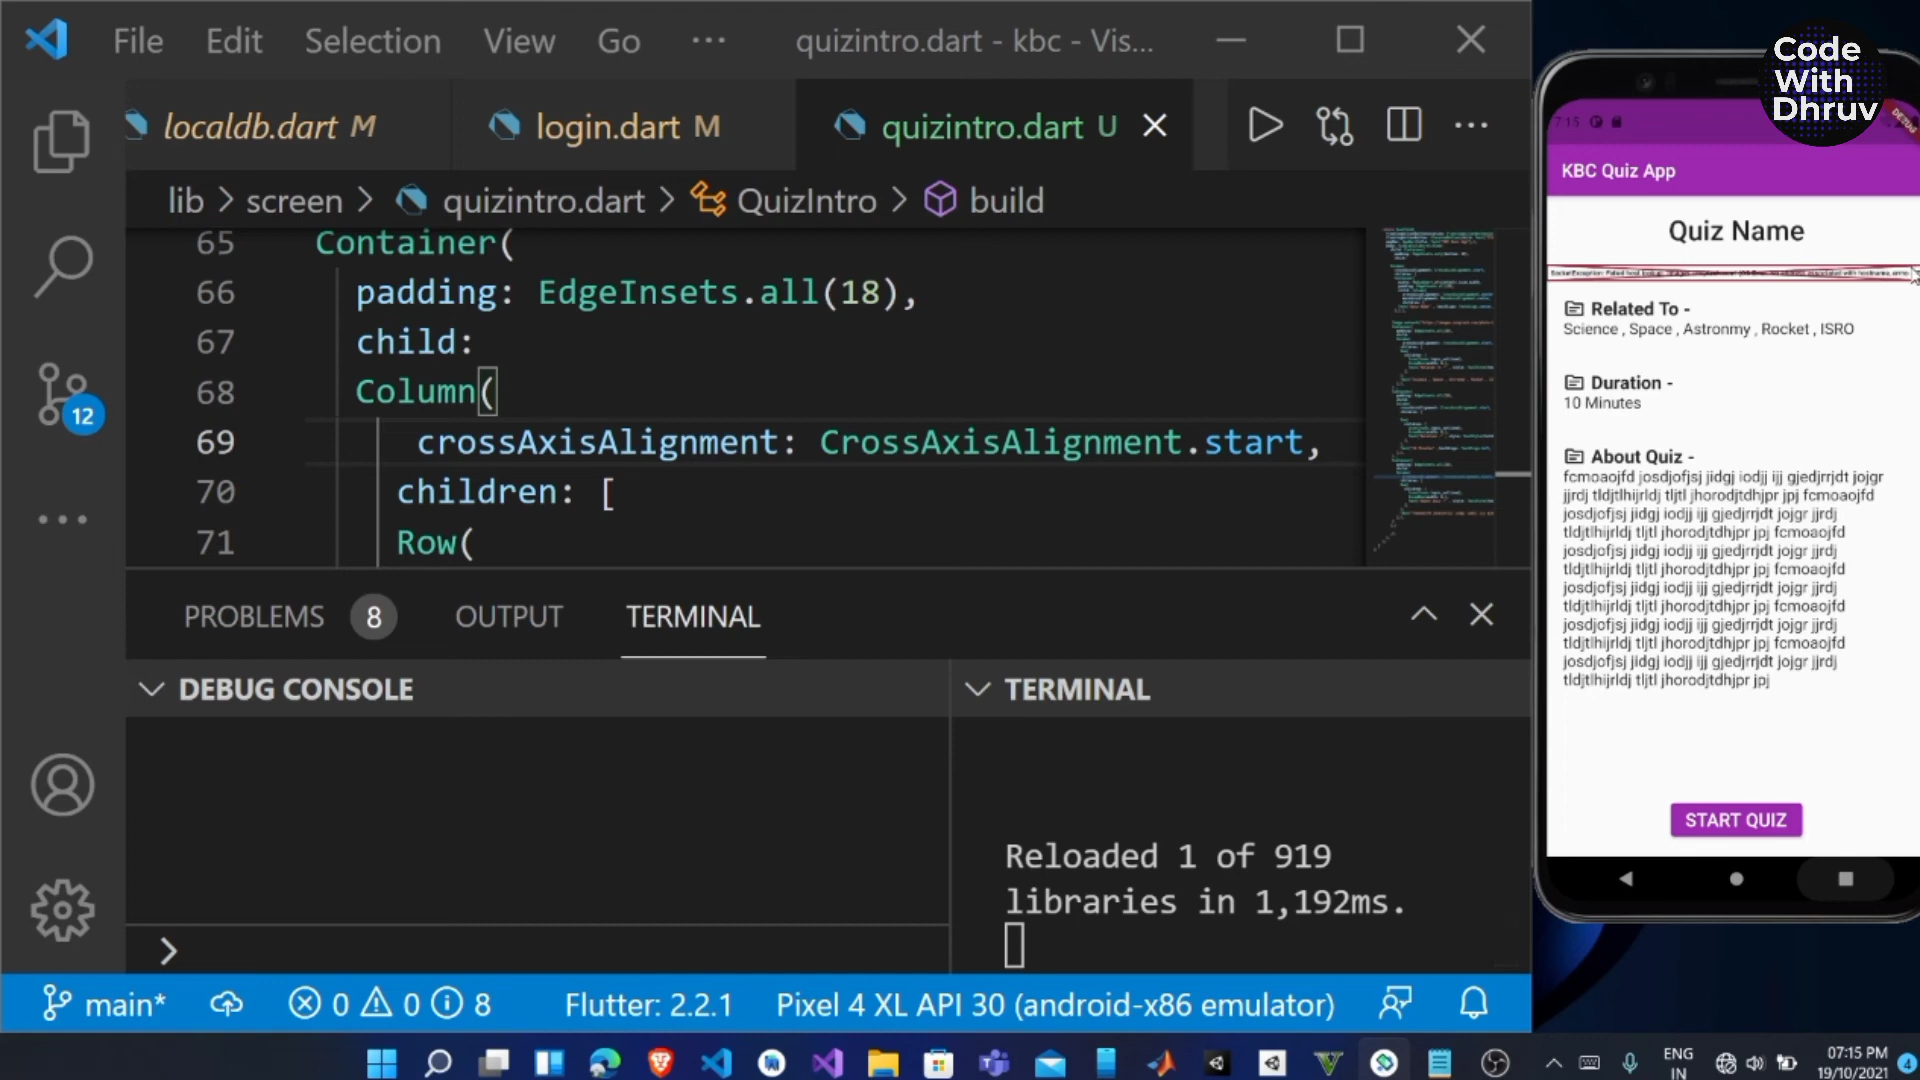 File Edit Selection View Go ... quizintro.dart - kbc - Vis...
localdb.dart M login.dart M quizintro.dart U
lib > screen > quizintro.dart > QuizIntro > build
65 Container(
66 padding: EdgeInsets.all(18),
67 child:
68 Column(
69 crossAxisAlignment: CrossAxisAlignment.start,
70 children: [
71 Row(
PROBLEMS 8 OUTPUT TERMINAL
DEBUG CONSOLE
TERMINAL
Reloaded 1 of 919
libraries in 1,192ms.
>
main* 0 0 8 Flutter: 2.2.1 Pixel 4 XL API 30 (android-x86 emulator)
12
Code
With
Dhruv
7:15
DEBUG
KBC Quiz App
Quiz Name
Related To -
Science , Space , Astronmy , Rocket , ISRO
Duration -
10 Minutes
About Quiz -
fcmoaojfd josdjofjsj jidgj iodjj ijj gjedjrrjdt jojgr
jjrdj tldjtlhijrldj tljtl jhorodjtdhjpr jpj fcmoaojfd
josdjofjsj jidgj iodjj ijj gjedjrrjdt jojgr jjrdj
tldjtlhijrldj tljtl jhorodjtdhjpr jpj fcmoaojfd
josdjofjsj jidgj iodjj ijj gjedjrrjdt jojgr jjrdj
tldjtlhijrldj tljtl jhorodjtdhjpr jpj fcmoaojfd
josdjofjsj jidgj iodjj ijj gjedjrrjdt jojgr jjrdj
tldjtlhijrldj tljtl jhorodjtdhjpr jpj fcmoaojfd
josdjofjsj jidgj iodjj ijj gjedjrrjdt jojgr jjrdj
tldjtlhijrldj tljtl jhorodjtdhjpr jpj fcmoaojfd
josdjofjsj jidgj iodjj ijj gjedjrrjdt jojgr jjrdj
tldjtlhijrldj tljtl jhorodjtdhjpr jpj
START QUIZ
ENG
IN
07:15 PM
19/10/2021
4